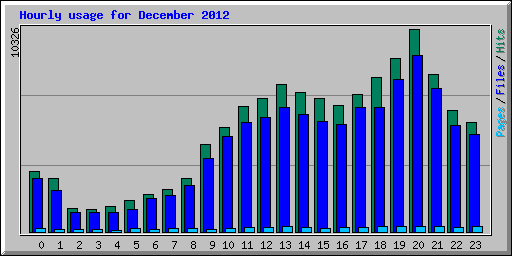 Hourly usage for December 2012
10326
Pages / Files / Hits
0 1 2 3 4 5 6 7 8 9 10 11 12 13 14 15 16 17 18 19 20 21 22 23